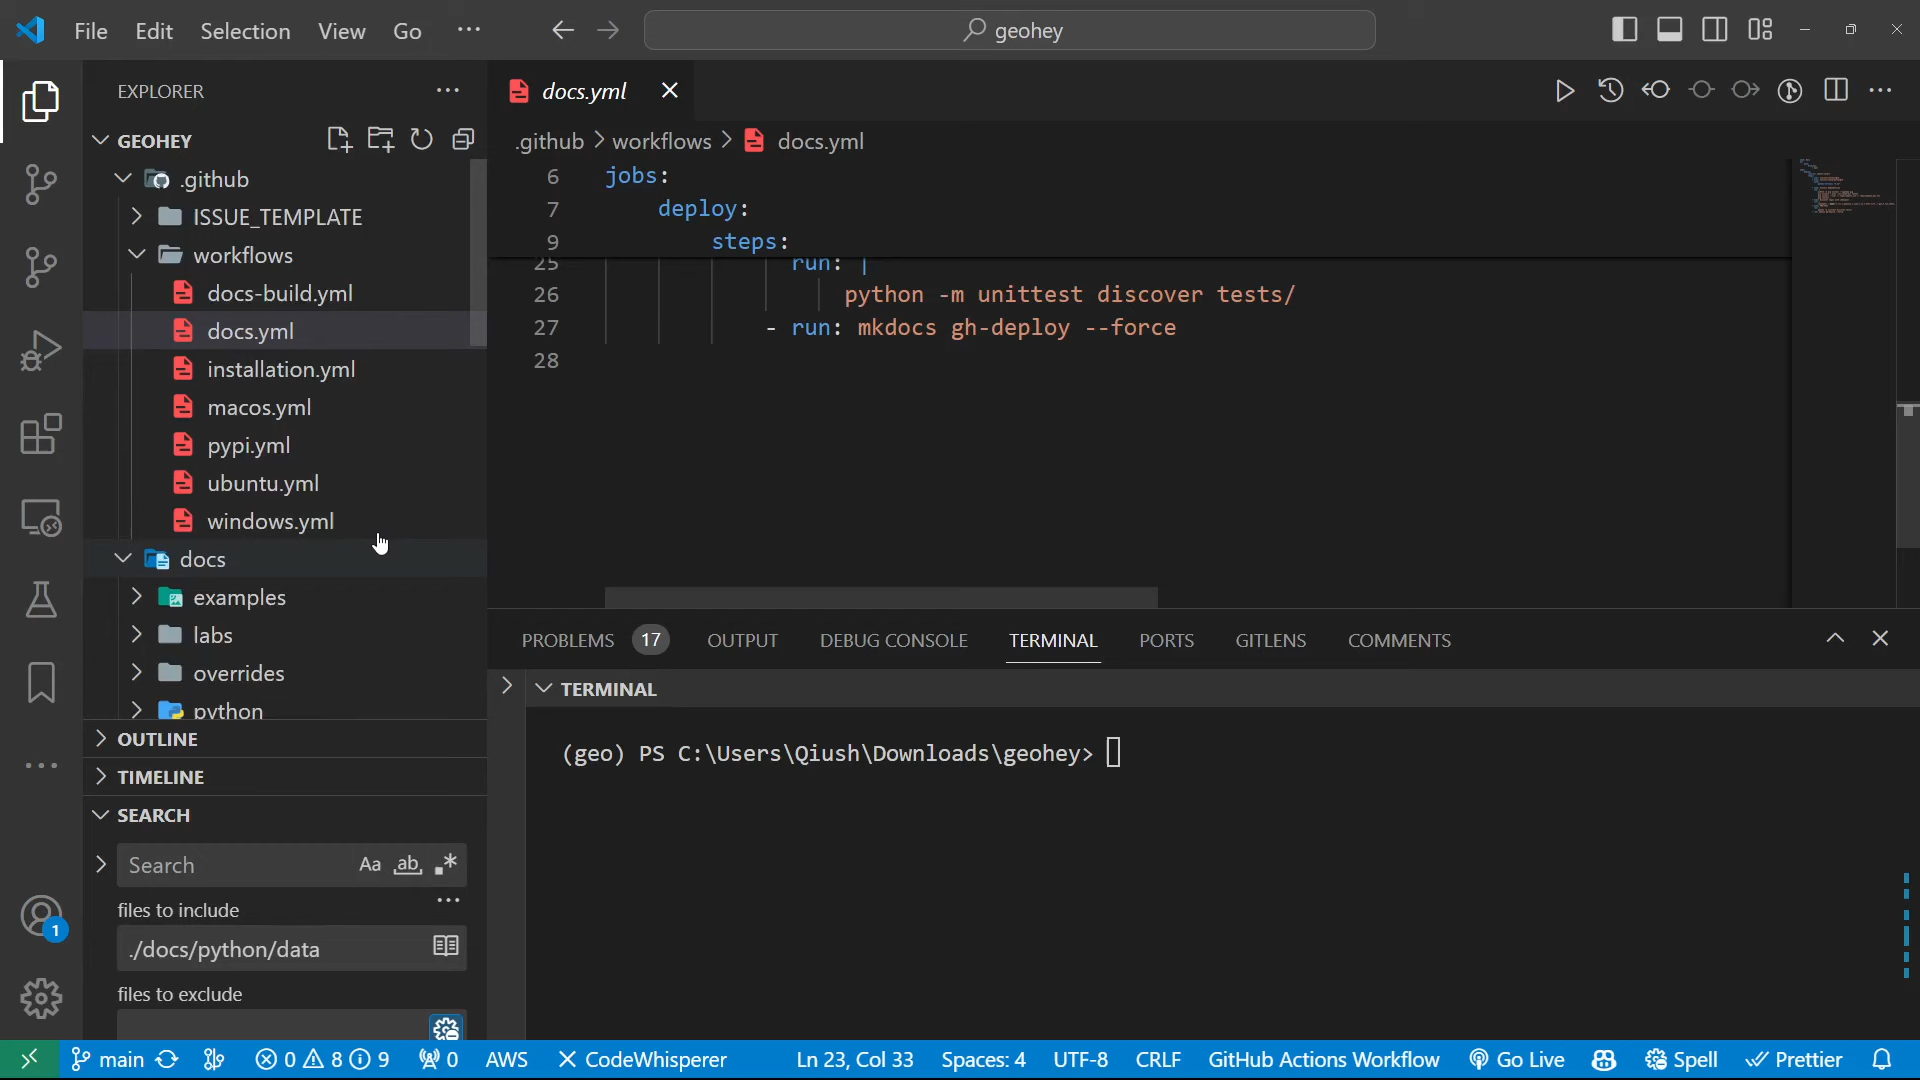 File Edit Selection View Go ···
geohey
EXPLORER ···
GEOHEY
.github
ISSUE_TEMPLATE
workflows
docs-build.yml
docs.yml
installation.yml
macos.yml
pypi.yml
ubuntu.yml
windows.yml
docs
examples
labs
overrides
python
OUTLINE
TIMELINE
SEARCH
Search Aa ab .*
files to include
./docs/python/data
files to exclude
1
docs.yml
.github > workflows > docs.yml
6 jobs:
7 deploy:
9 steps:
25 run: |
26 python -m unittest discover tests/
27 - run: mkdocs gh-deploy --force
28
PROBLEMS 17 OUTPUT DEBUG CONSOLE TERMINAL PORTS GITLENS COMMENTS
TERMINAL
(geo) PS C:\Users\Qiush\Downloads\geohey>
main 0 8 9 0 AWS CodeWhisperer Ln 23, Col 33 Spaces: 4 UTF-8 CRLF GitHub Actions Workflow Go Live Spell Prettier